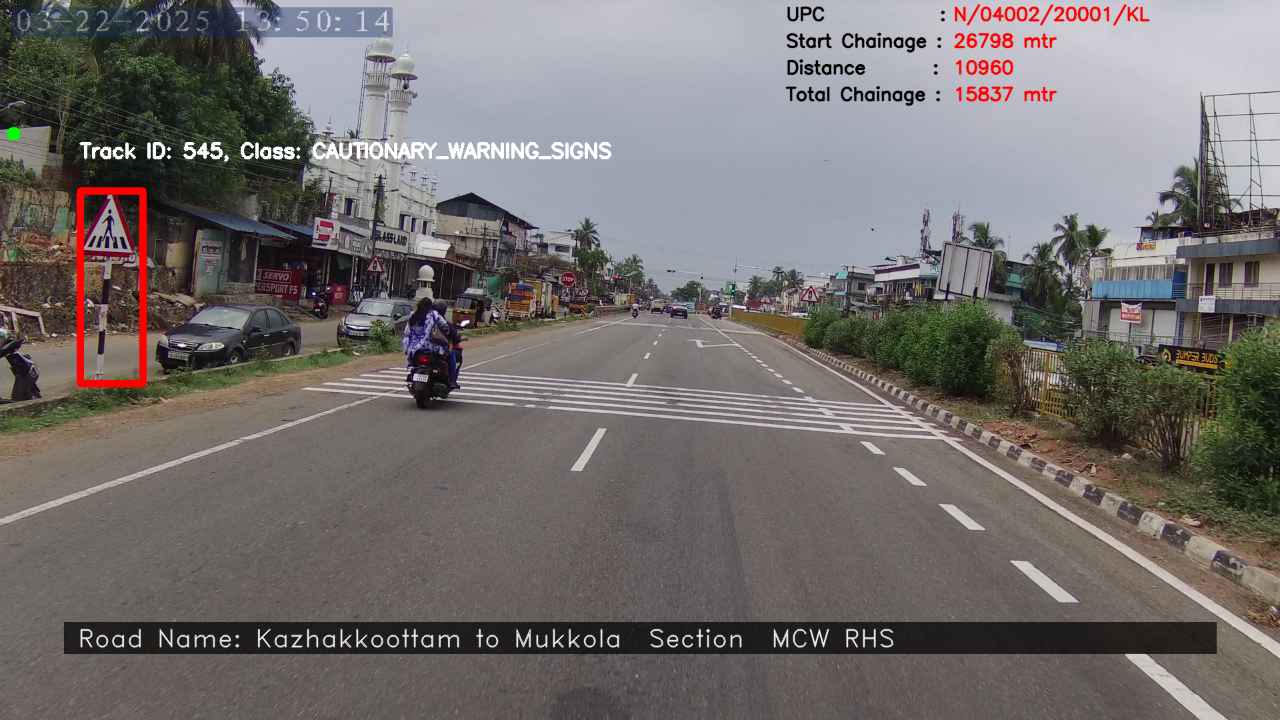 03-22-2025 13:50:14
UPC : N/04002/20001/KL
Start Chainage : 26798 mtr
Distance : 10960
Total Chainage : 15837 mtr
Track ID: 545, Class: CAUTIONARY_WARNING_SIGNS
GLASSLAND
SERVO
STOP
Road Name: Kazhakkoottam to Mukkola Section MCW RHS